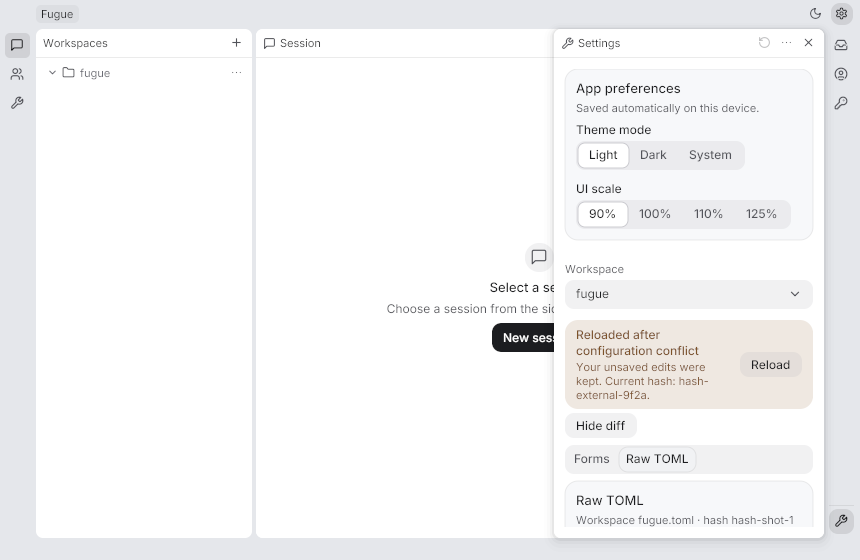 Fugue
Workspaces
fugue
Session
Select a se
Choose a session from the sid
New sess
Settings
App preferences
Saved automatically on this device.
Theme mode
Light Dark System
UI scale
90% 100% 110% 125%
Workspace
fugue
Reloaded after
configuration conflict
Your unsaved edits were
kept. Current hash: hash-
external-9f2a.
Reload
Hide diff
Forms Raw TOML
Raw TOML
Workspace fugue.toml · hash hash-shot-1